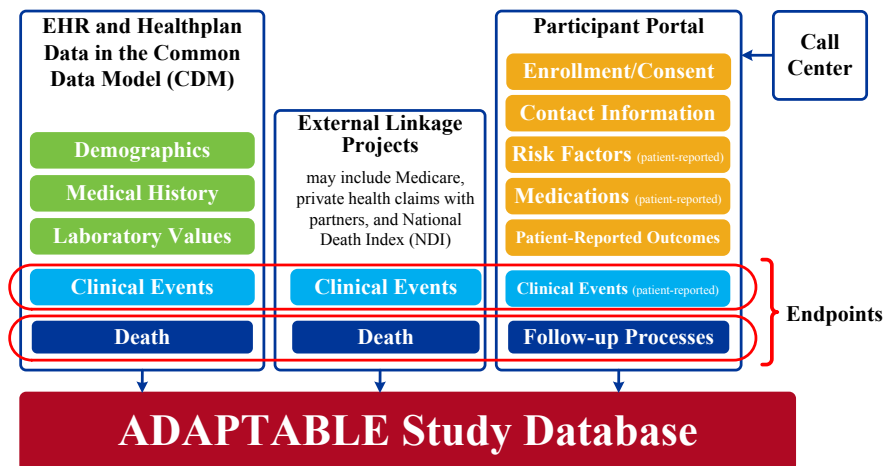 EHR and Healthplan
Data in the Common
Data Model (CDM)
Demographics
Medical History
Laboratory Values
Clinical Events
Death
External Linkage
Projects
may include Medicare,
private health claims with
partners, and National
Death Index (NDI)
Clinical Events
Death
Participant Portal
Enrollment/Consent
Contact Information
Risk Factors (patient-reported)
Medications (patient-reported)
Patient-Reported Outcomes
Clinical Events (patient-reported)
Follow-up Processes
Call
Center
Endpoints
ADAPTABLE Study Database